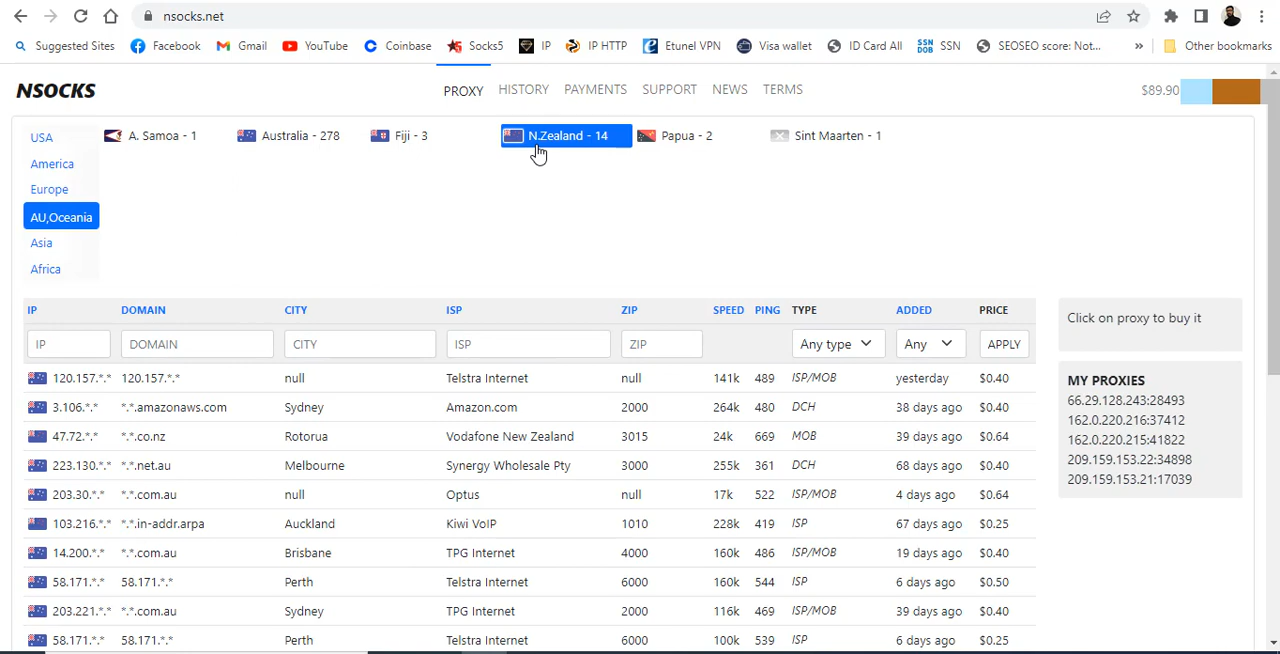 nsocks.net
Suggested Sites Facebook Gmail YouTube Coinbase Socks5 IP IP HTTP Etunel VPN Visa wallet ID Card All SSN DOB SSN SEOSEO score: Not... » Other bookmarks
NSOCKS PROXY HISTORY PAYMENTS SUPPORT NEWS TERMS $89.90
USA A. Samoa - 1 Australia - 278 Fiji - 3 N.Zealand - 14 Papua - 2 Sint Maarten - 1
America
Europe
AU,Oceania
Asia
Africa
IP DOMAIN CITY ISP ZIP SPEED PING TYPE ADDED PRICE
IP DOMAIN CITY ISP ZIP Any type Any APPLY
120.157.*.* 120.157.*.* null Telstra Internet null 141k 489 ISP/MOB yesterday $0.40
3.106.*.* *.*.amazonaws.com Sydney Amazon.com 2000 264k 480 DCH 38 days ago $0.40
47.72.*.* *.*.co.nz Rotorua Vodafone New Zealand 3015 24k 669 MOB 39 days ago $0.64
223.130.*.* *.*.net.au Melbourne Synergy Wholesale Pty 3000 255k 361 DCH 68 days ago $0.40
203.30.*.* *.*.com.au null Optus null 17k 522 ISP/MOB 4 days ago $0.64
103.216.*.* *.*.in-addr.arpa Auckland Kiwi VoIP 1010 228k 419 ISP 67 days ago $0.25
14.200.*.* *.*.com.au Brisbane TPG Internet 4000 160k 486 ISP/MOB 19 days ago $0.40
58.171.*.* 58.171.*.* Perth Telstra Internet 6000 160k 544 ISP 6 days ago $0.50
203.221.*.* *.*.com.au Sydney TPG Internet 2000 116k 469 ISP/MOB 39 days ago $0.40
58.171.*.* 58.171.*.* Perth Telstra Internet 6000 100k 539 ISP 6 days ago $0.25
Click on proxy to buy it
MY PROXIES
66.29.128.243:28493
162.0.220.216:37412
162.0.220.215:41822
209.159.153.22:34898
209.159.153.21:17039